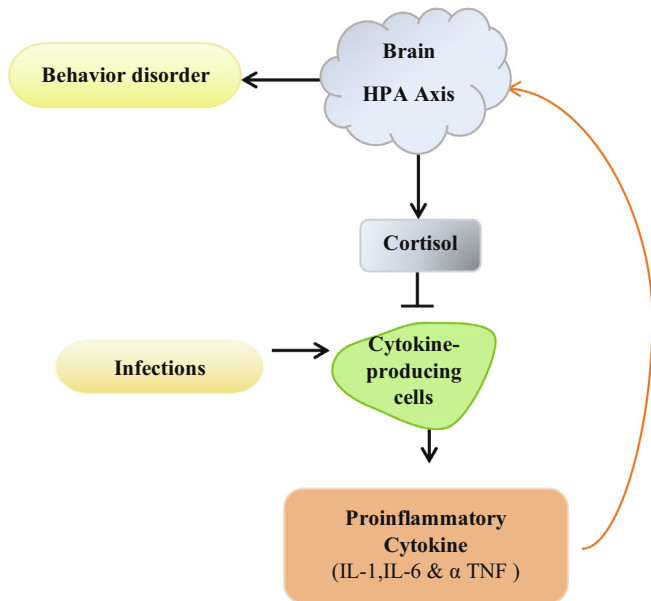 Brain
HPA Axis
Behavior disorder
Cortisol
Infections
Cytokine-
producing
cells
Proinflammatory
Cytokine
(IL-1,IL-6 & α TNF )